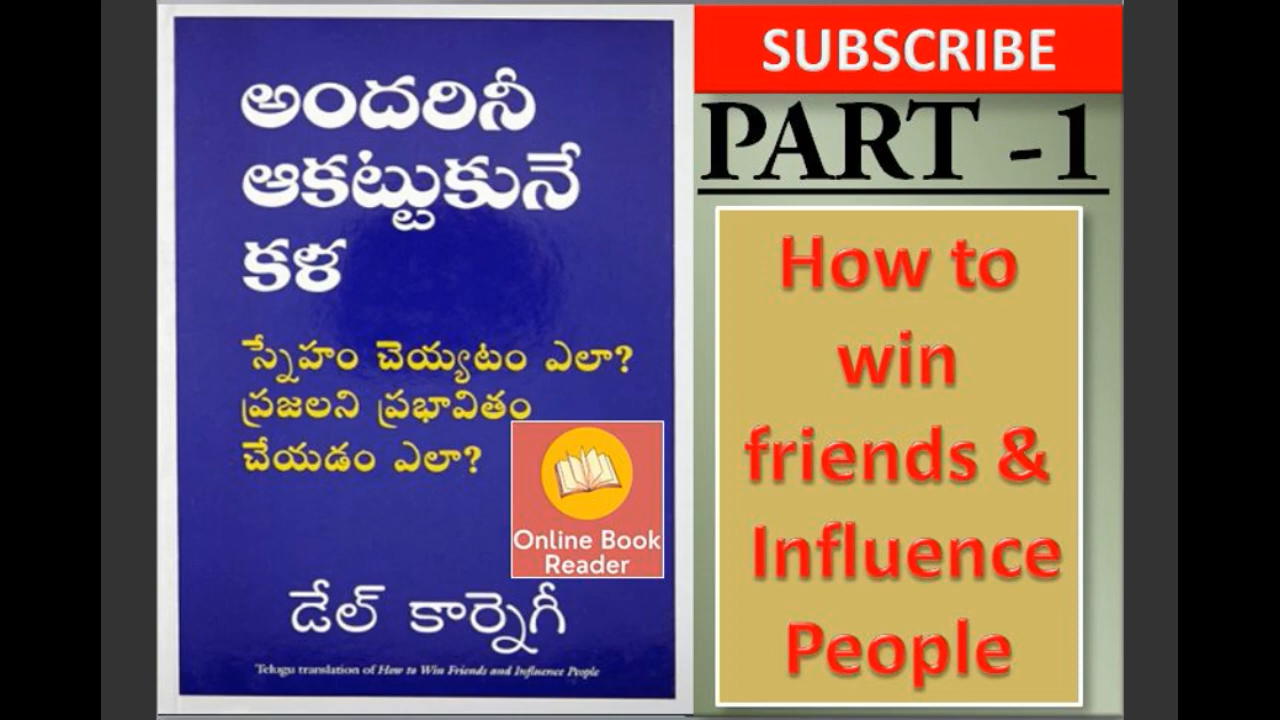 అందరినీ
ఆకట్టుకునే
కళ
స్నేహం చెయ్యటం ఎలా?
ప్రజలని ప్రభావితం
చేయడం ఎలా?
Online Book
Reader
డేల్ కార్నెగీ
Telugu translation of How to Win Friends and Influence People
SUBSCRIBE
PART -1
How to
win
friends &
Influence
People